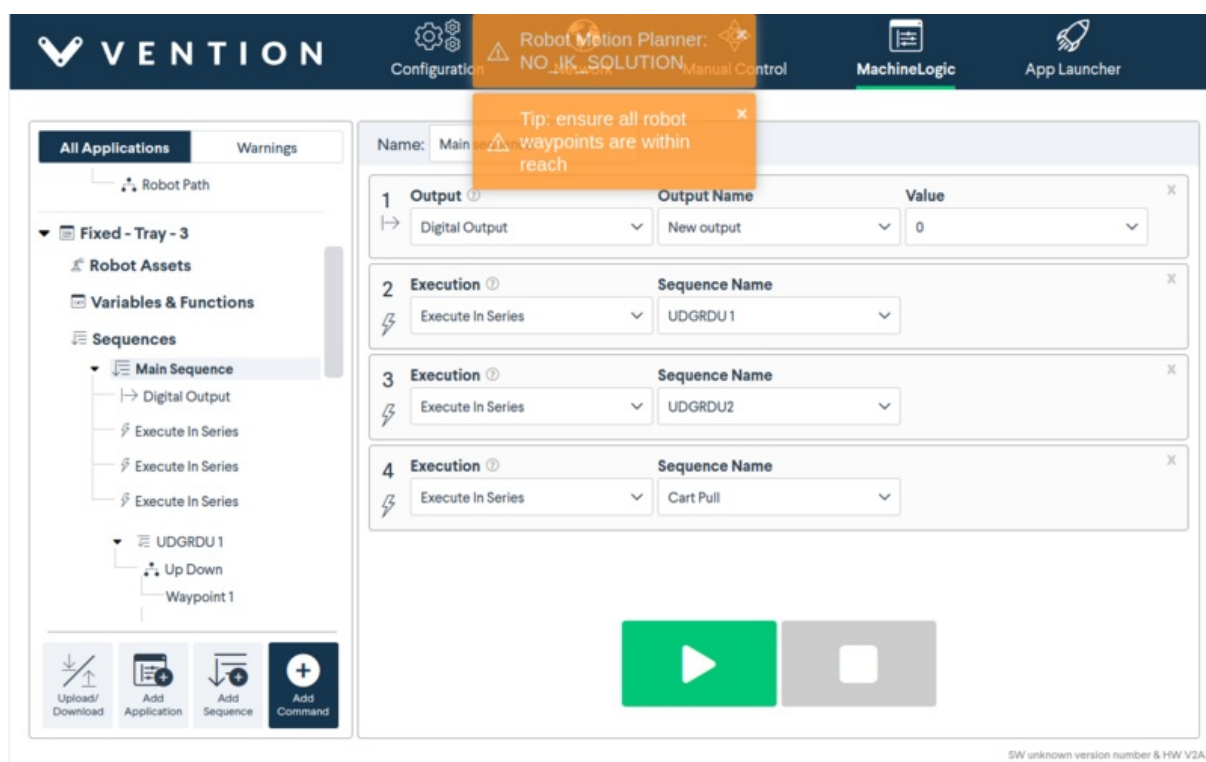 VENTION
Configuration
Network
Manual Control
MachineLogic
App Launcher
Robot Motion Planner:
NO_IK_SOLUTION
x
Tip: ensure all robot
waypoints are within
reach
x
All Applications
Warnings
Robot Path
Fixed - Tray - 3
Robot Assets
Variables & Functions
Sequences
Main Sequence
Digital Output
Execute In Series
Execute In Series
Execute In Series
UDGRDU 1
Up Down
Waypoint 1
Upload/
Download
Add
Application
Add
Sequence
Add
Command
Name: Main
1 Output ? Output Name Value x
Digital Output New output 0
2 Execution ? Sequence Name x
Execute In Series UDGRDU 1
3 Execution ? Sequence Name x
Execute In Series UDGRDU2
4 Execution ? Sequence Name x
Execute In Series Cart Pull
SW unknown version number & HW V2A